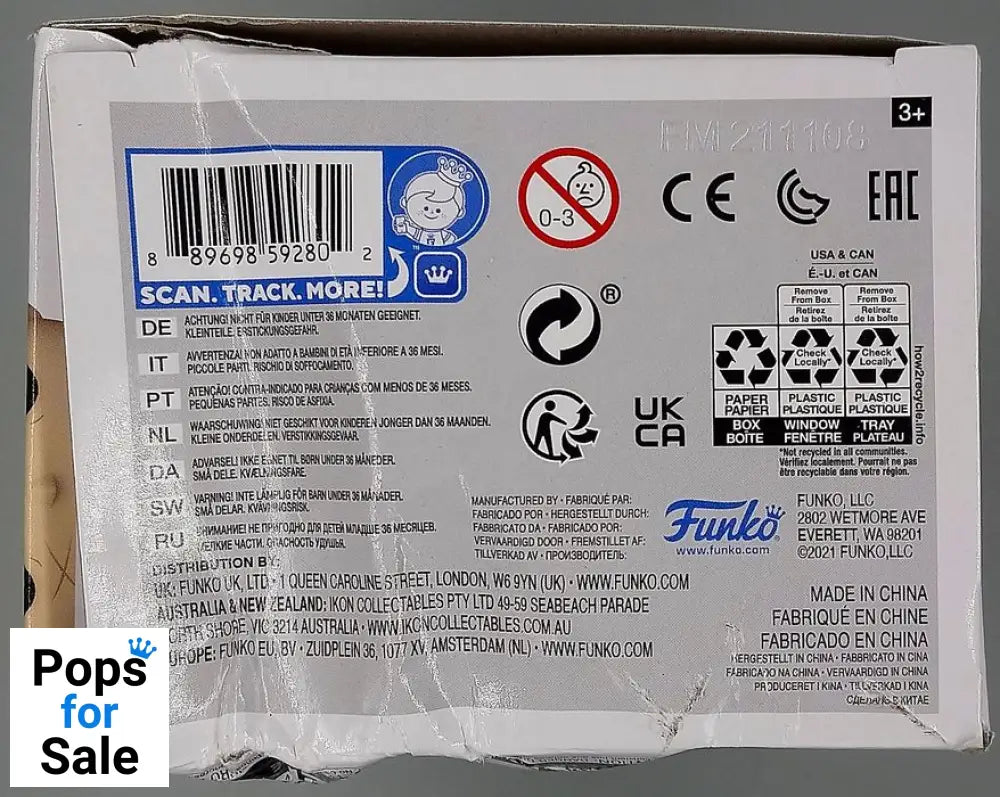 3+
FM 211108
8 89698 59280 2
SCAN. TRACK. MORE!
0-3
CE
EAC
®
UK
CA
USA & CAN
É.-U. et CAN
Remove From Box
Retirez de la boîte
Remove From Box
Retirez de la boîte
Check Locally*
Check Locally*
PAPER
PAPIER
BOX
BOÎTE
PLASTIC
PLASTIQUE
WINDOW
FENÊTRE
PLASTIC
PLASTIQUE
TRAY
PLATEAU
how2recycle.info
*Not recycled in all communities.
Vérifiez localement. Pourrait ne pas
être recyclable dans votre région.
DE ACHTUNG! NICHT FÜR KINDER UNTER 36 MONATEN GEEIGNET.
KLEINTEILE. ERSTICKUNGSGEFAHR.
IT AVVERTENZA! NON ADATTO A BAMBINI DI ETÀ INFERIORE A 36 MESI.
PICCOLE PARTI. RISCHIO DI SOFFOCAMENTO.
PT ATENÇÃO! CONTRA-INDICADO PARA CRIANÇAS COM MENOS DE 36 MESES.
PEQUENAS PARTES. RISCO DE ASFIXIA.
NL WAARSCHUWING! NIET GESCHIKT VOOR KINDEREN JONGER DAN 36 MAANDEN.
KLEINE ONDERDELEN. VERSTIKKINGSGEVAAR.
DA ADVARSEL! IKKE EGNET TIL BØRN UNDER 36 MÅNEDER.
SMÅ DELE. KVÆLNINGSFARE.
SW VARNING! INTE LÄMPLIG FÖR BARN UNDER 36 MÅNADER.
SMÅ DELAR. KVÄVNINGSRISK.
RU ВНИМАНИЕ! НЕ ПРИГОДНО ДЛЯ ДЕТЕЙ МЛАДШЕ 36 МЕСЯЦЕВ.
МЕЛКИЕ ЧАСТИ. ОПАСНОСТЬ УДУШЬЯ.
MANUFACTURED BY • FABRIQUÉ PAR:
FABRICADO POR • HERGESTELLT DURCH:
FABBRICATO DA • FABRICADO POR:
VERVAARDIGD DOOR • FREMSTILLET AF:
TILLVERKAD AV • ПРОИЗВОДИТЕЛЬ:
Funko
www.funko.com
FUNKO, LLC
2802 WETMORE AVE
EVERETT, WA 98201
©2021 FUNKO,LLC
DISTRIBUTION BY:
UK: FUNKO UK, LTD • 1 QUEEN CAROLINE STREET, LONDON, W6 9YN (UK) • WWW.FUNKO.COM
AUSTRALIA & NEW ZEALAND: IKON COLLECTABLES PTY LTD 49-59 SEABEACH PARADE
NORTH SHORE, VIC 3214 AUSTRALIA • WWW.IKONCOLLECTABLES.COM.AU
EUROPE: FUNKO EU, BV • ZUIDPLEIN 36, 1077 XV, AMSTERDAM (NL) • WWW.FUNKO.COM
MADE IN CHINA
FABRIQUÉ EN CHINE
FABRICADO EN CHINA
HERGESTELLT IN CHINA • FABBRICATO IN CINA
FABRICADO NA CHINA • VERVAARDIGD IN CHINA
PRODUCERET I KINA • TILLVERKAD I KINA
СДЕЛАНО В КИТАЕ
Pops
for
Sale